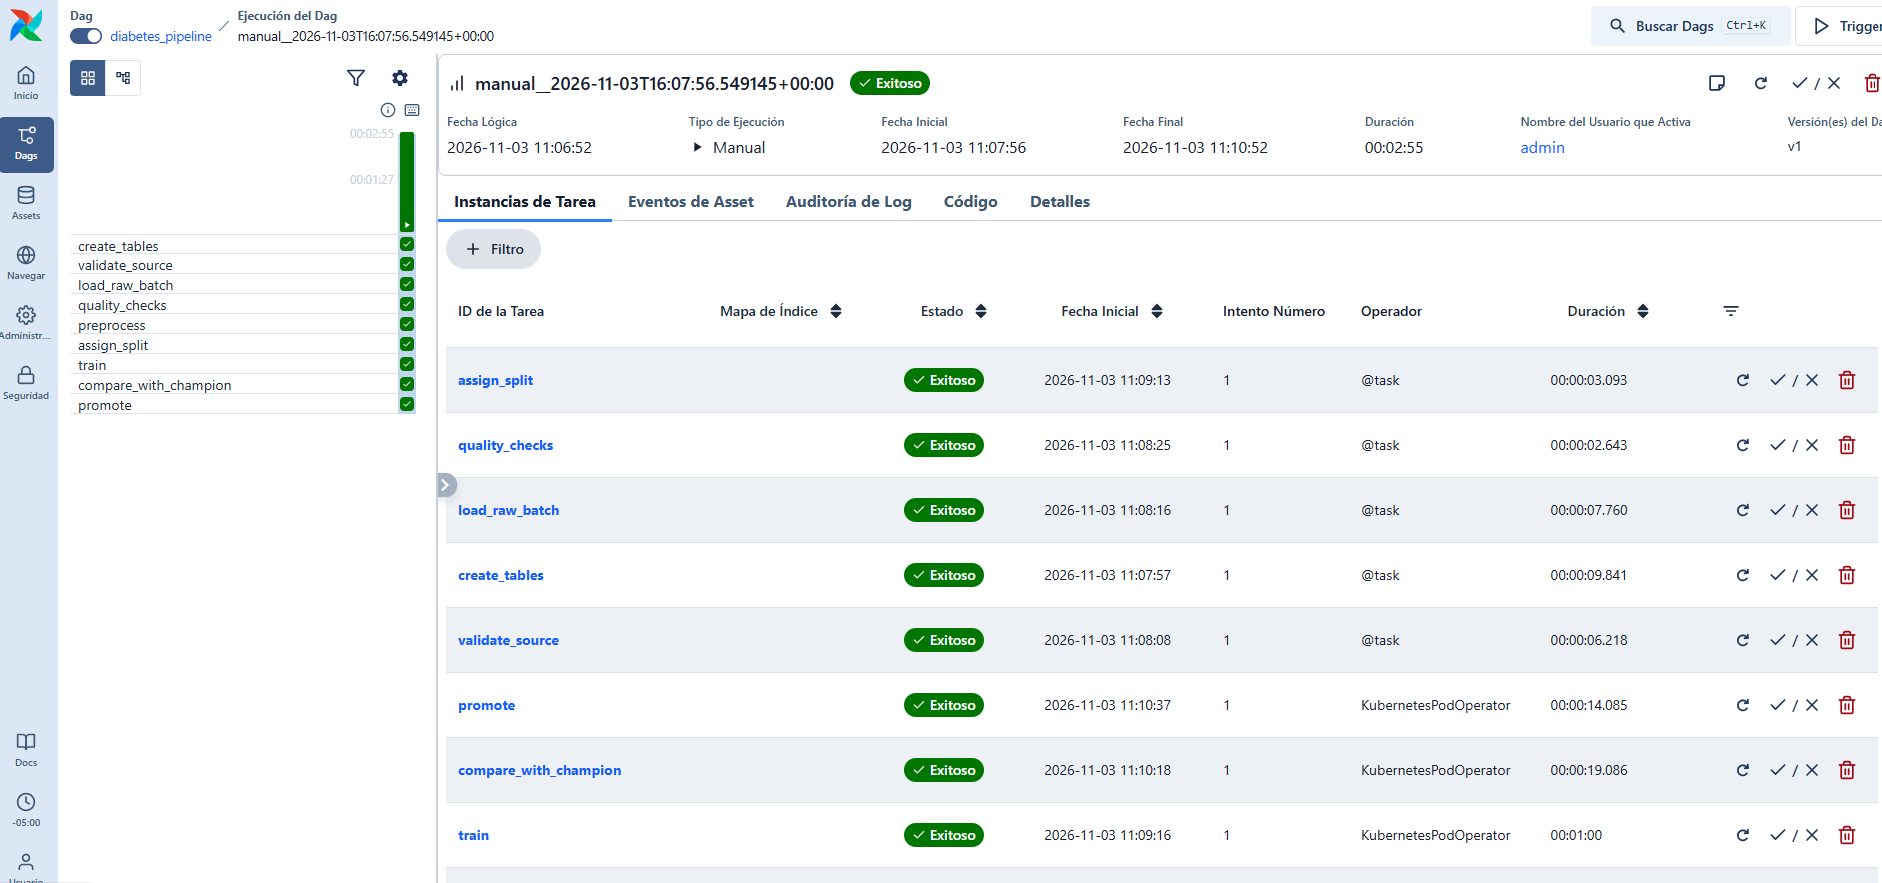 Dag
diabetes_pipeline
/
Ejecución del Dag
manual__2026-11-03T16:07:56.549145+00:00
Buscar Dags Ctrl+K
Trigger
Inicio
Dags
Assets
Navegar
Administr...
Seguridad
Docs
-05:00
Usuario
00:02:55
00:01:27
create_tables
validate_source
load_raw_batch
quality_checks
preprocess
assign_split
train
compare_with_champion
promote
manual__2026-11-03T16:07:56.549145+00:00 Exitoso
Fecha Lógica Tipo de Ejecución Fecha Inicial Fecha Final Duración Nombre del Usuario que Activa Versión(es) del Da
2026-11-03 11:06:52 Manual 2026-11-03 11:07:56 2026-11-03 11:10:52 00:02:55 admin v1
Instancias de Tarea Eventos de Asset Auditoría de Log Código Detalles
+ Filtro
ID de la Tarea Mapa de Índice Estado Fecha Inicial Intento Número Operador Duración
assign_split Exitoso 2026-11-03 11:09:13 1 @task 00:00:03.093 /
quality_checks Exitoso 2026-11-03 11:08:25 1 @task 00:00:02.643 /
load_raw_batch Exitoso 2026-11-03 11:08:16 1 @task 00:00:07.760 /
create_tables Exitoso 2026-11-03 11:07:57 1 @task 00:00:09.841 /
validate_source Exitoso 2026-11-03 11:08:08 1 @task 00:00:06.218 /
promote Exitoso 2026-11-03 11:10:37 1 KubernetesPodOperator 00:00:14.085 /
compare_with_champion Exitoso 2026-11-03 11:10:18 1 KubernetesPodOperator 00:00:19.086 /
train Exitoso 2026-11-03 11:09:16 1 KubernetesPodOperator 00:01:00 /